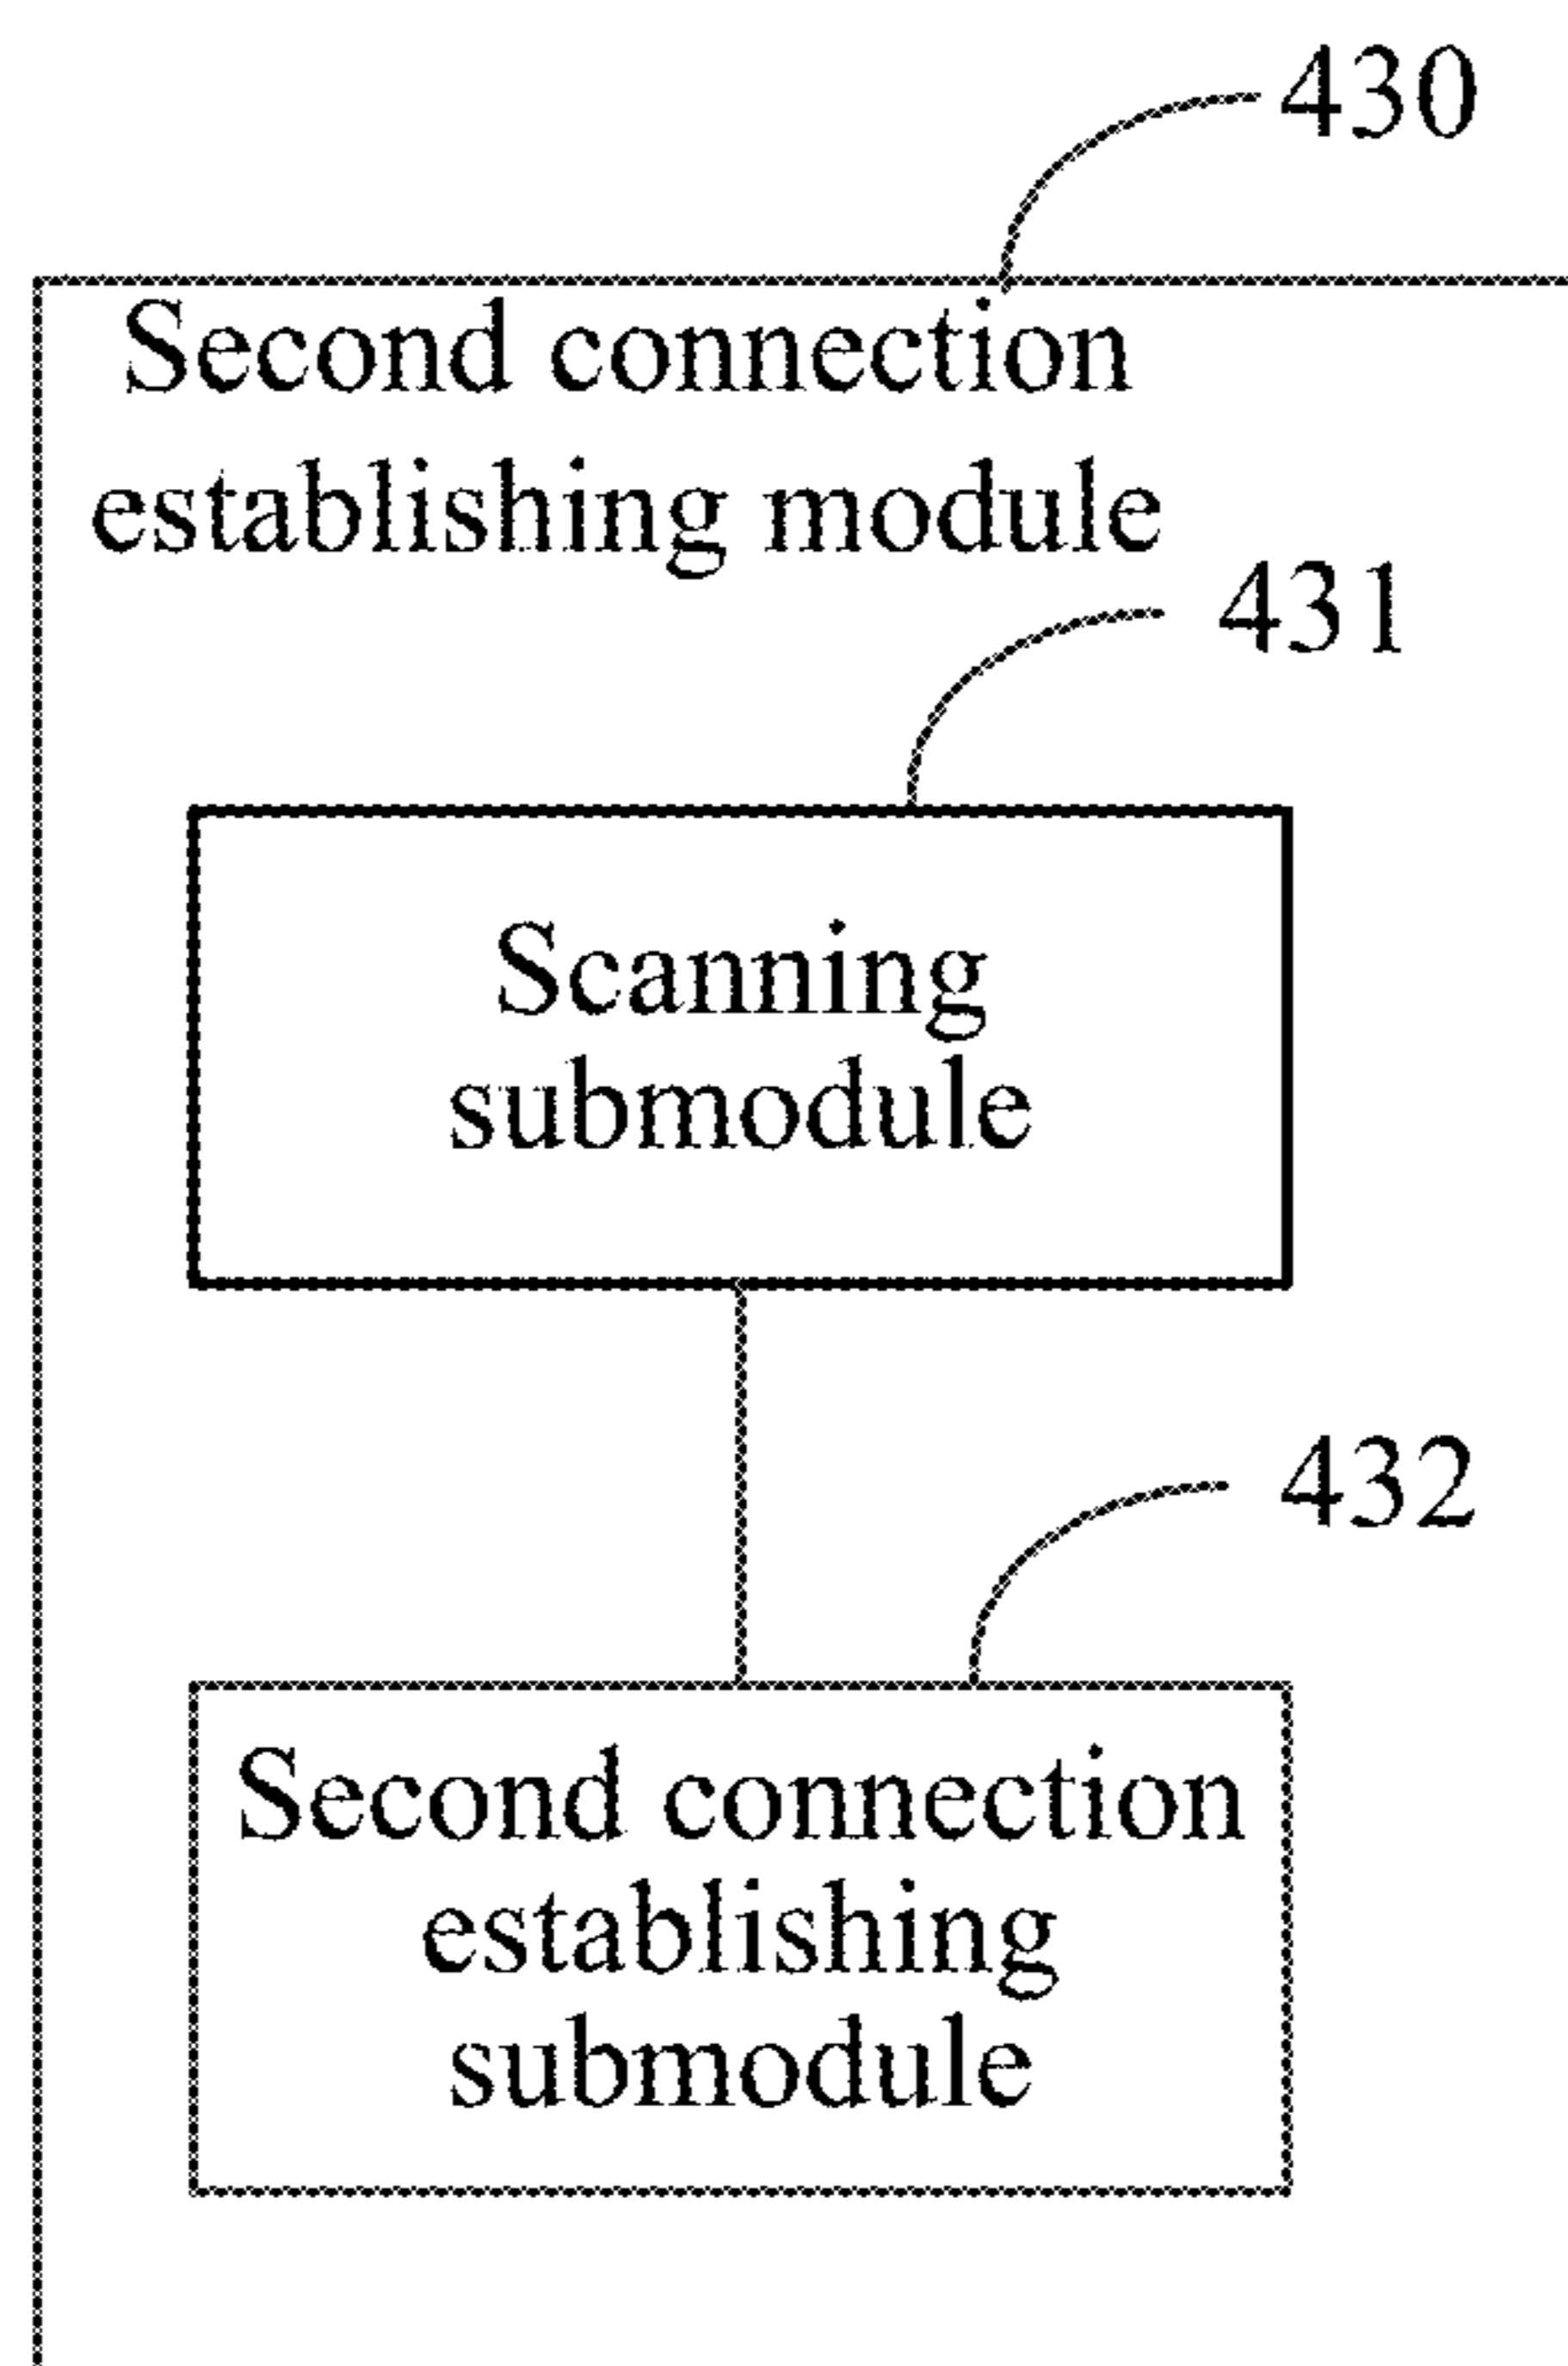 430
Second connection
establishing module
431
Scanning
submodule
432
Second connection
establishing
submodule